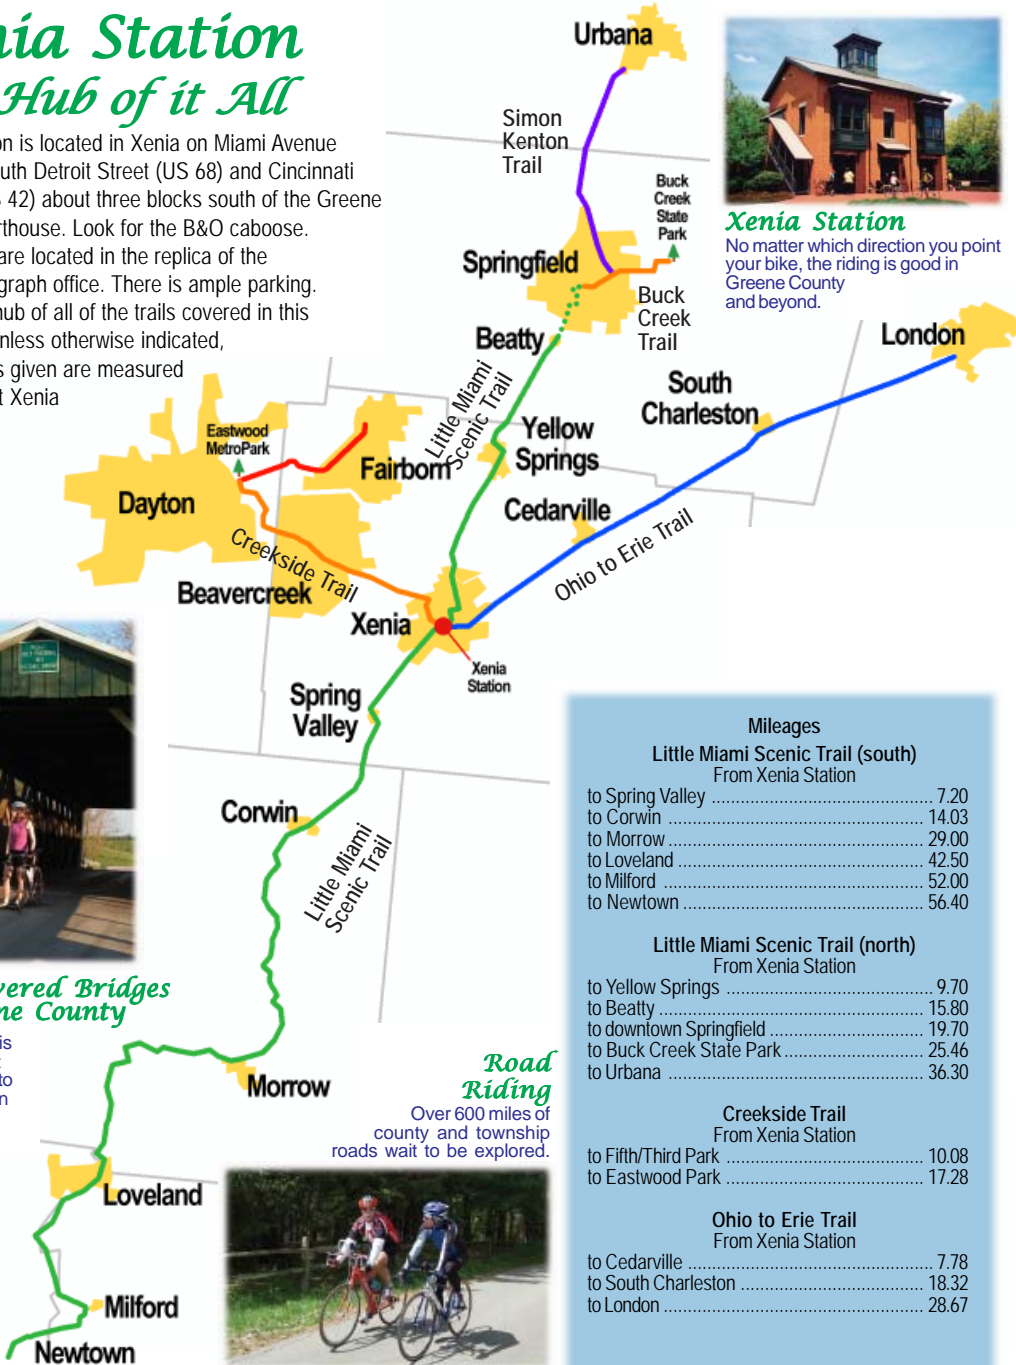 nia Station
Hub of it All
on is located in Xenia on Miami Avenue
uth Detroit Street (US 68) and Cincinnati
42) about three blocks south of the Greene
rthouse. Look for the B&O caboose.
are located in the replica of the
graph office. There is ample parking.
hub of all of the trails covered in this
nless otherwise indicated,
s given are measured
t Xenia
Urbana
Simon
Kenton
Trail
Buck
Creek
State
Park
Xenia Station
No matter which direction you point
your bike, the riding is good in
Greene County
and beyond.
Springfield
Buck
Creek
Trail
Beatty
London
Little Miami
Scenic Trail
South
Charleston
Eastwood
MetroPark
Fairborn
Yellow
Springs
Dayton
Cedarville
Creekside Trail
Ohio to Erie Trail
Beavercreek
Xenia
Xenia
Station
Spring
Valley
Corwin
Little Miami
Scenic Trail
vered Bridges
ne County
is
to
n
Morrow
Road
Riding
Over 600 miles of
county and township
roads wait to be explored.
Loveland
Milford
Newtown
Mileages
Little Miami Scenic Trail (south)
From Xenia Station
to Spring Valley ............................................... 7.20
to Corwin ...................................................... 14.03
to Morrow ...................................................... 29.00
to Loveland .................................................... 42.50
to Milford ...................................................... 52.00
to Newtown ................................................... 56.40
Little Miami Scenic Trail (north)
From Xenia Station
to Yellow Springs ............................................ 9.70
to Beatty ........................................................ 15.80
to downtown Springfield ................................ 19.70
to Buck Creek State Park ............................. 25.46
to Urbana ...................................................... 36.30
Creekside Trail
From Xenia Station
to Fifth/Third Park .......................................... 10.08
to Eastwood Park .......................................... 17.28
Ohio to Erie Trail
From Xenia Station
to Cedarville .................................................... 7.78
to South Charleston ....................................... 18.32
to London ....................................................... 28.67